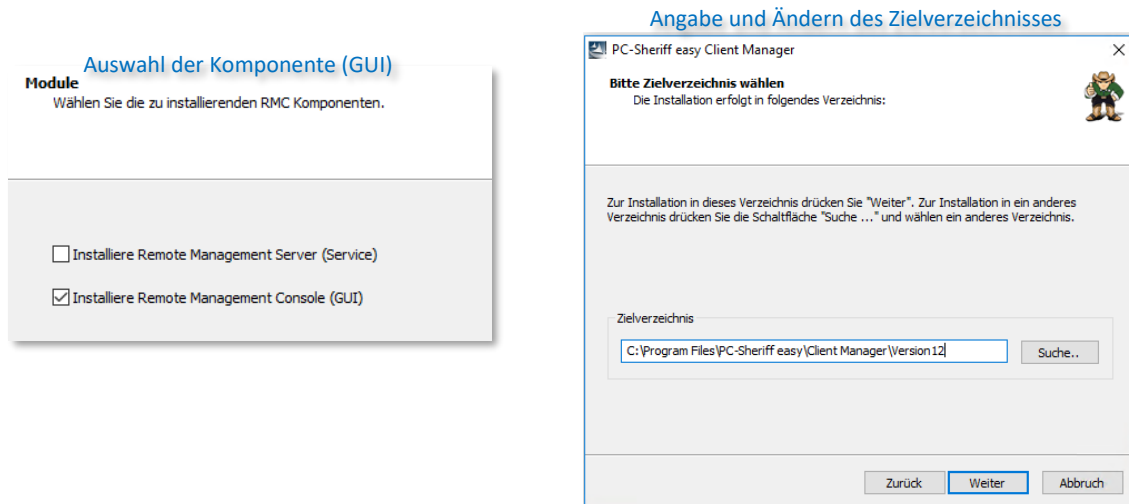 Auswahl der Komponente (GUI)
Module
Wählen Sie die zu installierenden RMC Komponenten.
Installiere Remote Management Server (Service)
Installiere Remote Management Console (GUI)
Angabe und Ändern des Zielverzeichnisses
PC-Sheriff easy Client Manager
Bitte Zielverzeichnis wählen
Die Installation erfolgt in folgendes Verzeichnis:
Zur Installation in dieses Verzeichnis drücken Sie "Weiter". Zur Installation in ein anderes
Verzeichnis drücken Sie die Schaltfläche "Suche ..." und wählen ein anderes Verzeichnis.
Zielverzeichnis
C:\Program Files\PC-Sheriff easy\Client Manager\Version12
Suche..
Zurück Weiter Abbruch